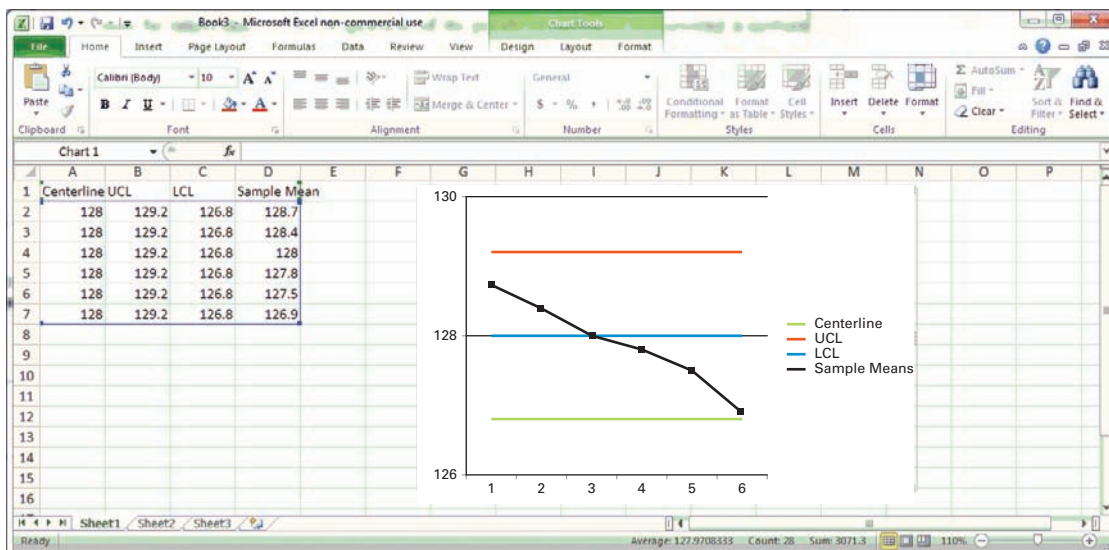 Book3 - Microsoft Excel non-commercial use
Chart Tools
File Home Insert Page Layout Formulas Data Review View Design Layout Format
Calibri (Body) 10 A A Wrap Text General Σ AutoSum
Fill
Paste B I U A Merge & Center $ % , Conditional Format Cell Insert Delete Format Clear Sort & Find &
Formatting as Table Styles Filter Select
Clipboard Font Alignment Number Styles Cells Editing
Chart 1 fx
A B C D E F G H I J K L M N O P
1 Centerline UCL LCL Sample Mean
2 128 129.2 126.8 128.7
3 128 129.2 126.8 128.4
4 128 129.2 126.8 128
5 128 129.2 126.8 127.8
6 128 129.2 126.8 127.5
7 128 129.2 126.8 126.9
8
9
10
11
12
13
14
15
16
130
128
126
1 2 3 4 5 6
Centerline
UCL
LCL
Sample Means
Sheet1 Sheet2 Sheet3
Ready Average: 127.9708333 Count: 28 Sum: 3071.3 110%